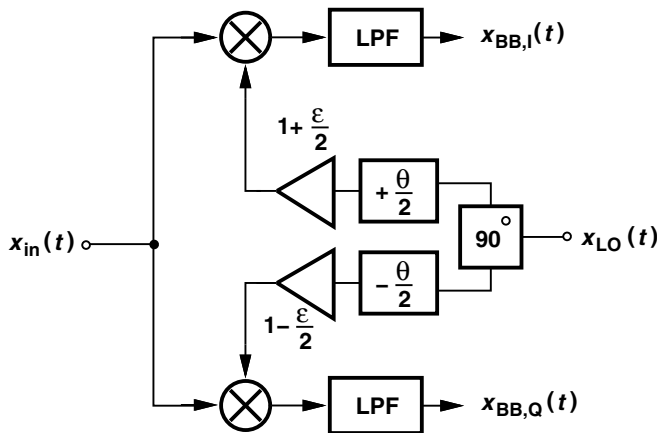 LPF
x_BB,I(t)
1+ ε/2
+ θ/2
x_in(t)
90°
x_LO(t)
− θ/2
1− ε/2
LPF
x_BB,Q(t)